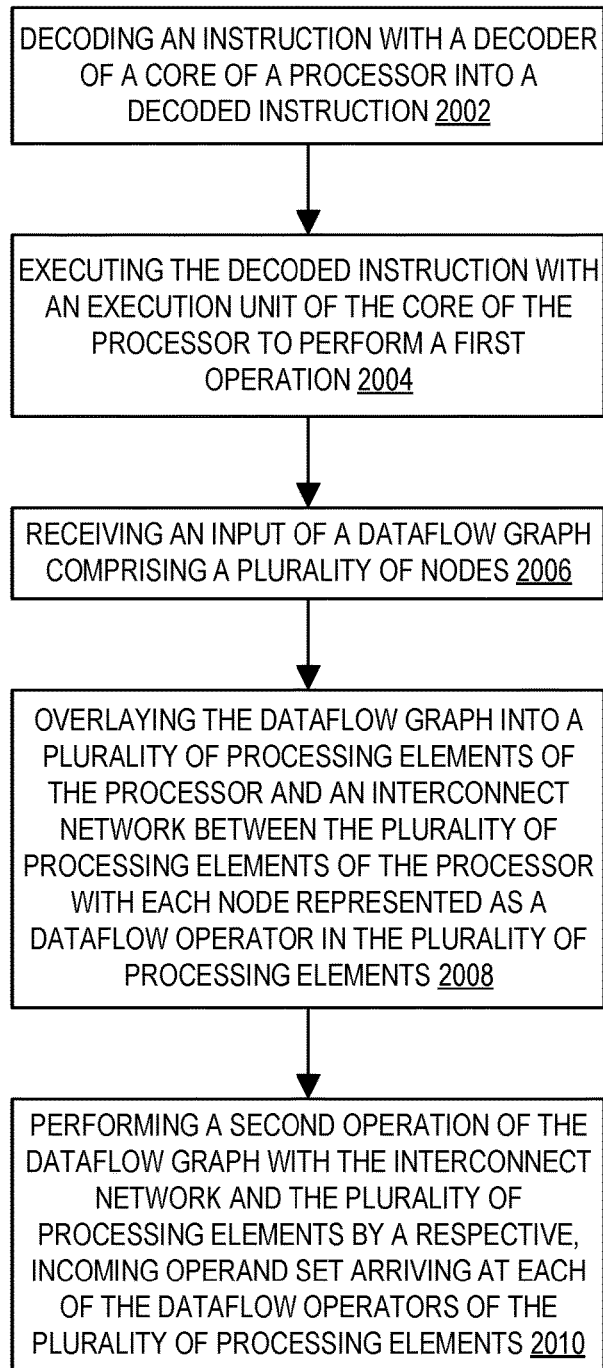 DECODING AN INSTRUCTION WITH A DECODER
OF A CORE OF A PROCESSOR INTO A
DECODED INSTRUCTION 2002
EXECUTING THE DECODED INSTRUCTION WITH
AN EXECUTION UNIT OF THE CORE OF THE
PROCESSOR TO PERFORM A FIRST
OPERATION 2004
RECEIVING AN INPUT OF A DATAFLOW GRAPH
COMPRISING A PLURALITY OF NODES 2006
OVERLAYING THE DATAFLOW GRAPH INTO A
PLURALITY OF PROCESSING ELEMENTS OF
THE PROCESSOR AND AN INTERCONNECT
NETWORK BETWEEN THE PLURALITY OF
PROCESSING ELEMENTS OF THE PROCESSOR
WITH EACH NODE REPRESENTED AS A
DATAFLOW OPERATOR IN THE PLURALITY OF
PROCESSING ELEMENTS 2008
PERFORMING A SECOND OPERATION OF THE
DATAFLOW GRAPH WITH THE INTERCONNECT
NETWORK AND THE PLURALITY OF
PROCESSING ELEMENTS BY A RESPECTIVE,
INCOMING OPERAND SET ARRIVING AT EACH
OF THE DATAFLOW OPERATORS OF THE
PLURALITY OF PROCESSING ELEMENTS 2010